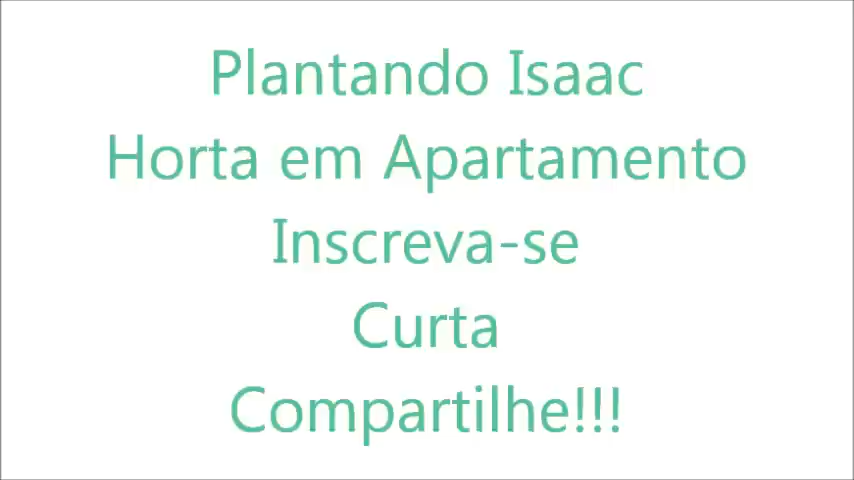 Plantando Isaac
Horta em Apartamento
Inscreva-se
Curta
Compartilhe!!!